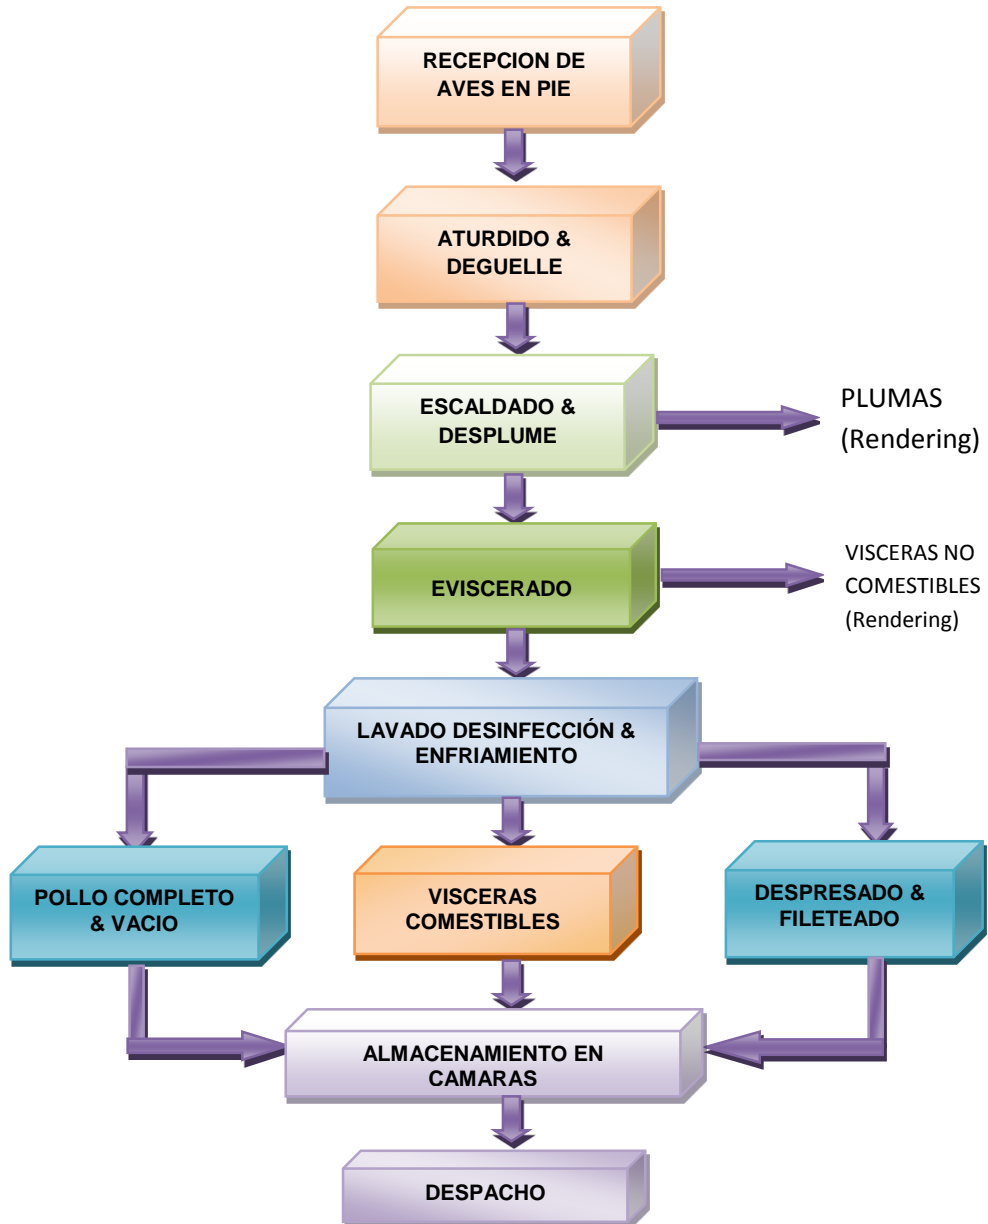 RECEPCION DE
AVES EN PIE
ATURDIDO &
DEGUELLE
ESCALDADO &
DESPLUME
PLUMAS
(Rendering)
EVISCERADO
VISCERAS NO
COMESTIBLES
(Rendering)
LAVADO DESINFECCIÓN &
ENFRIAMIENTO
POLLO COMPLETO
& VACIO
VISCERAS
COMESTIBLES
DESPRESADO &
FILETEADO
ALMACENAMIENTO EN
CAMARAS
DESPACHO